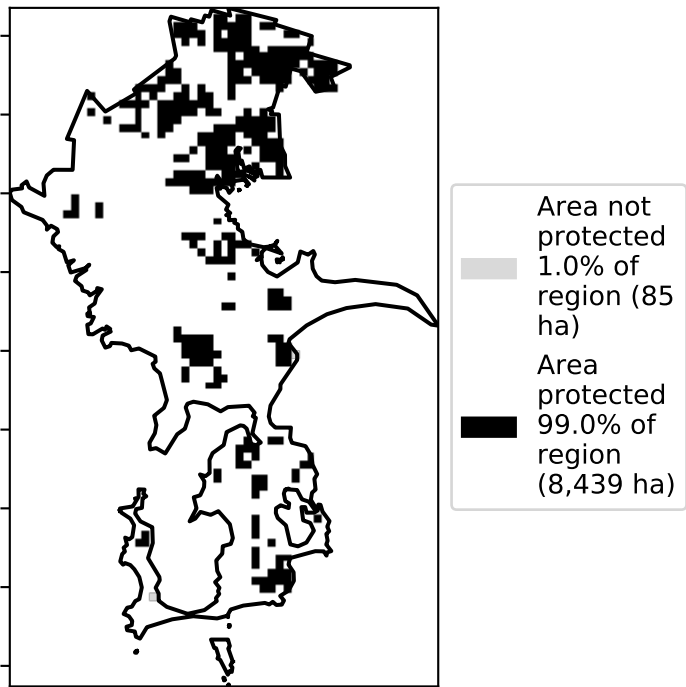 Area not
protected
1.0% of
region (85
ha)
Area
protected
99.0% of
region
(8,439 ha)